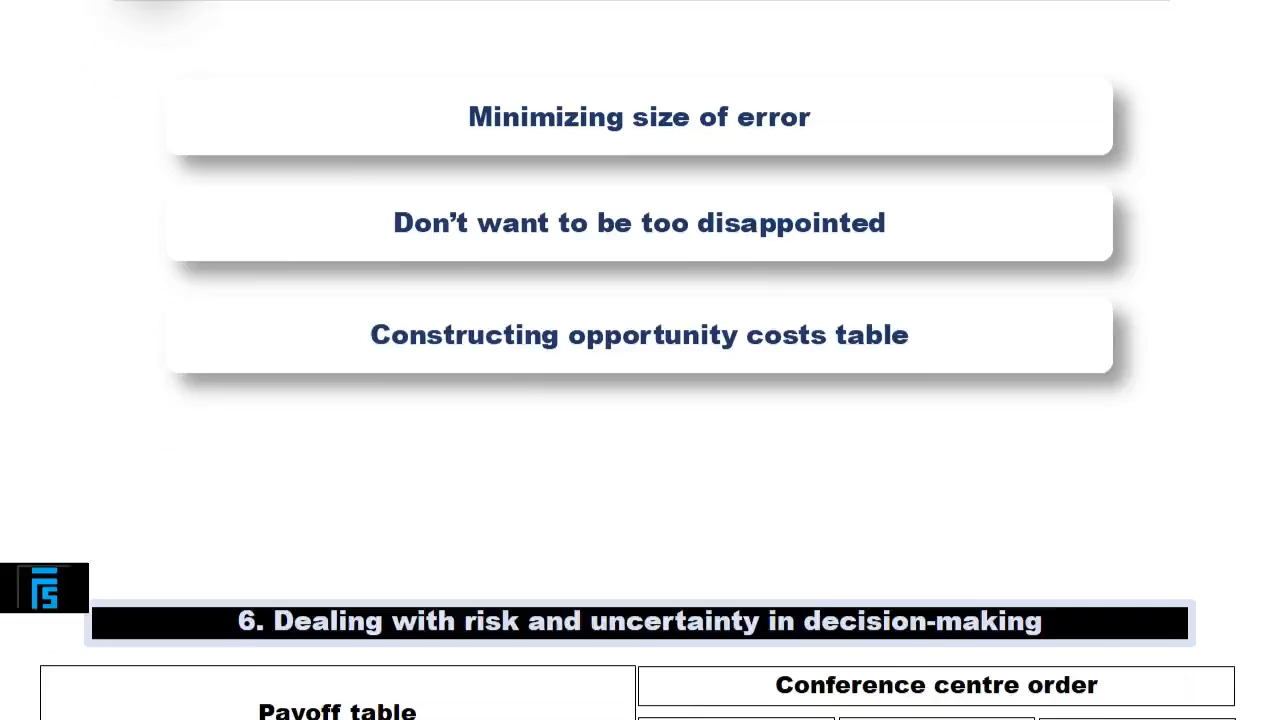 Minimizing size of error
Don’t want to be too disappointed
Constructing opportunity costs table
6. Dealing with risk and uncertainty in decision-making
Conference centre order
Payoff table